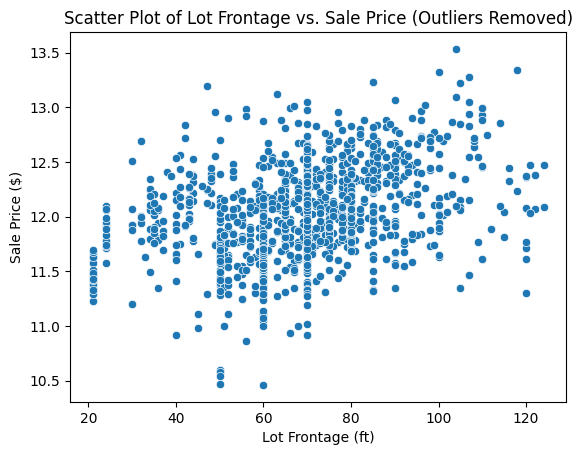 Scatter Plot of Lot Frontage vs. Sale Price (Outliers Removed)
13.5
13.0
12.5
12.0
11.5
11.0
10.5
Sale Price ($)
20 40 60 80 100 120
Lot Frontage (ft)